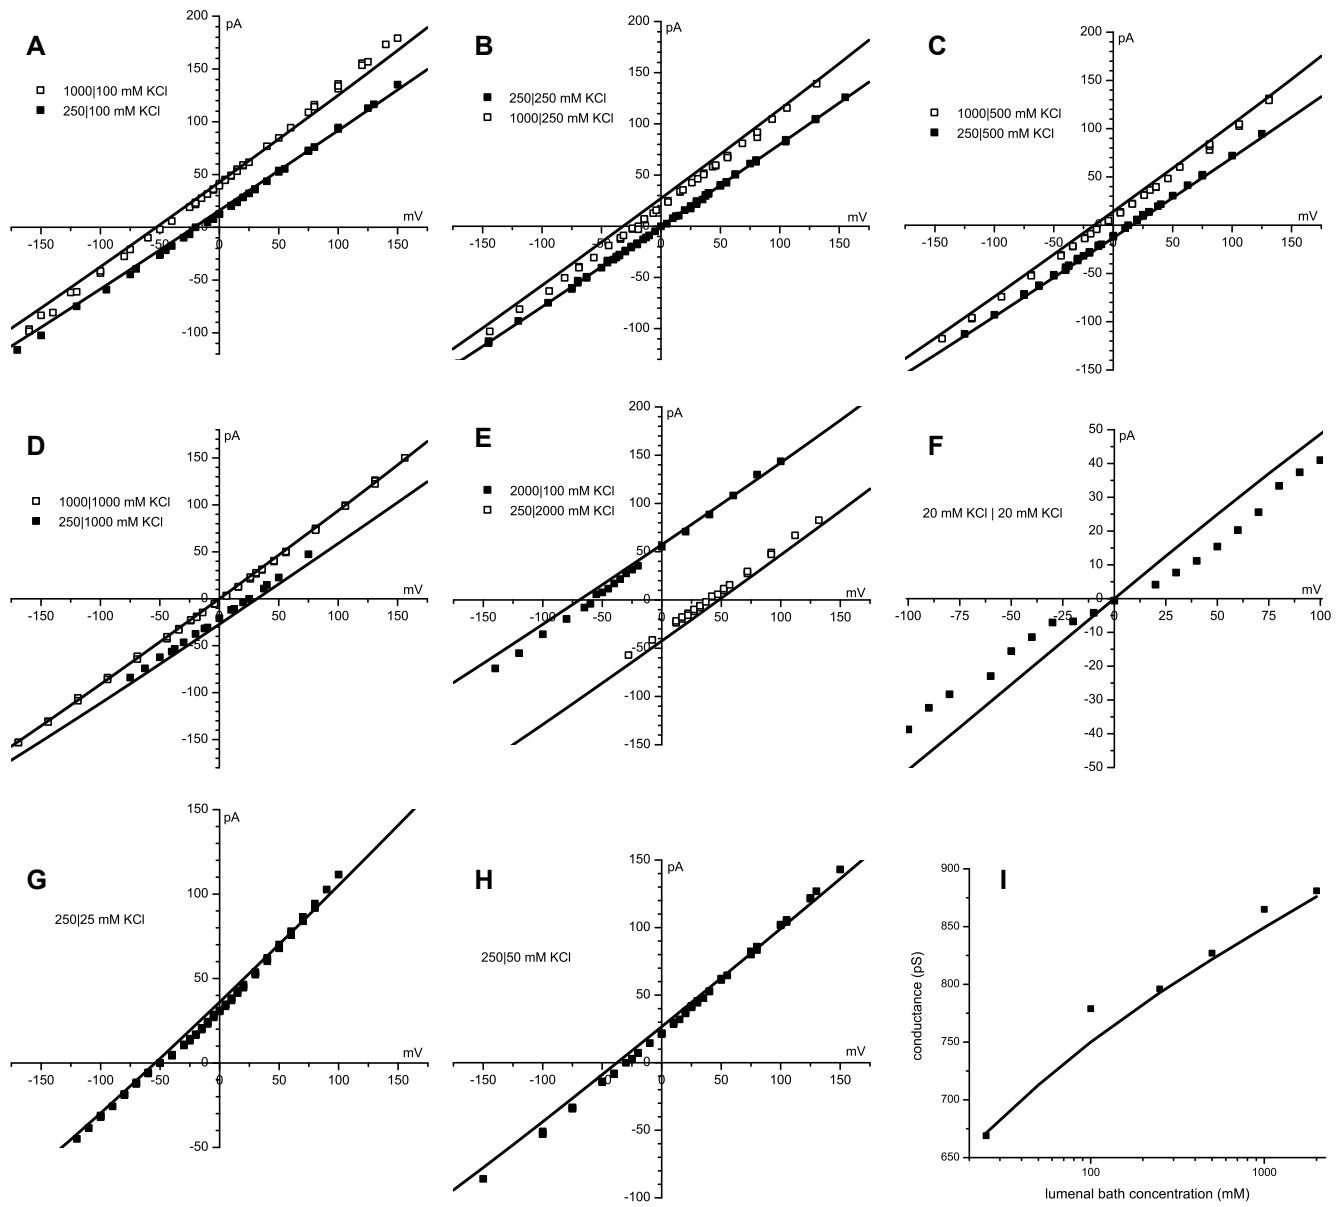 A
pA
1000|100 mM KCl
250|100 mM KCl
200
150
100
50
0
-50
-100
-150 -100 -50 0 50 100 150
mV
B
pA
250|250 mM KCl
1000|250 mM KCl
200
150
100
50
0
-50
-100
-150 -100 -50 0 50 100 150
mV
C
pA
1000|500 mM KCl
250|500 mM KCl
200
150
100
50
0
-50
-100
-150
-150 -100 -50 0 50 100 150
mV
D
pA
1000|1000 mM KCl
250|1000 mM KCl
150
100
50
0
-50
-100
-150
-150 -100 -50 0 50 100 150
mV
E
pA
2000|100 mM KCl
250|2000 mM KCl
200
150
100
50
0
-50
-100
-150
-150 -100 -50 0 50 100 150
mV
F
pA
20 mM KCl | 20 mM KCl
50
40
30
20
10
0
-10
-20
-30
-40
-50
-100 -75 -50 -25 0 25 50 75 100
mV
G
pA
250|25 mM KCl
150
100
50
0
-50
-150 -100 -50 0 50 100 150
mV
H
pA
250|50 mM KCl
150
100
50
0
-50
-100
-150 -100 -50 0 50 100 150
mV
I
900
850
800
750
700
650
conductance (pS)
100 1000
lumenal bath concentration (mM)